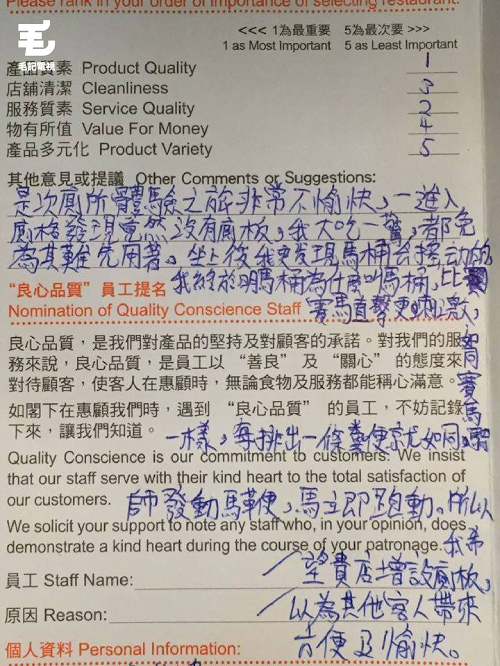 Please rank in your order of importance of selecting restaurant.
毛記電視
<<< 1為最重要 5為最次要 >>>
1 as Most Important 5 as Least Important
產品質素 Product Quality 1
店舖清潔 Cleanliness 3
服務質素 Service Quality 2
物有所值 Value For Money 4
產品多元化 Product Variety 5
其他意見或提議 Other Comments or Suggestions:
是次廁所體驗之旅非常不愉快，一進入
廁格發現竟然沒有廁板，我大吃一驚，都免
為其難先用著。坐上後我更發現馬桶會搖動的，
我終於明馬桶為什麼叫馬桶，比
“良心品質”員工提名
賽馬直擊更刺激，
Nomination of Quality Conscience Staff
良心品質，是我們對產品的堅持及對顧客的承諾。對我們的服
務來說，良心品質，是員工以“善良”及“關心”的態度來
對待顧客，使客人在惠顧時，無論食物及服務都能稱心滿意。
如閣下在惠顧我們時，遇到“良心品質”的員工，不妨記錄
下來，讓我們知道。
如育賽馬
一樣，每排出一條糞便就如同騎
Quality Conscience is our commitment to customers. We insist
that our staff serve with their kind heart to the total satisfaction of
our customers.
師發動馬鞭，馬立即跑動。所以
We solicit your support to note any staff who, in your opinion, does
demonstrate a kind heart during the course of your patronage.
我希
員工 Staff Name:
望貴店增設廁板，
原因 Reason:
以為其他客人帶來
方便及愉快。
個人資料 Personal Information: